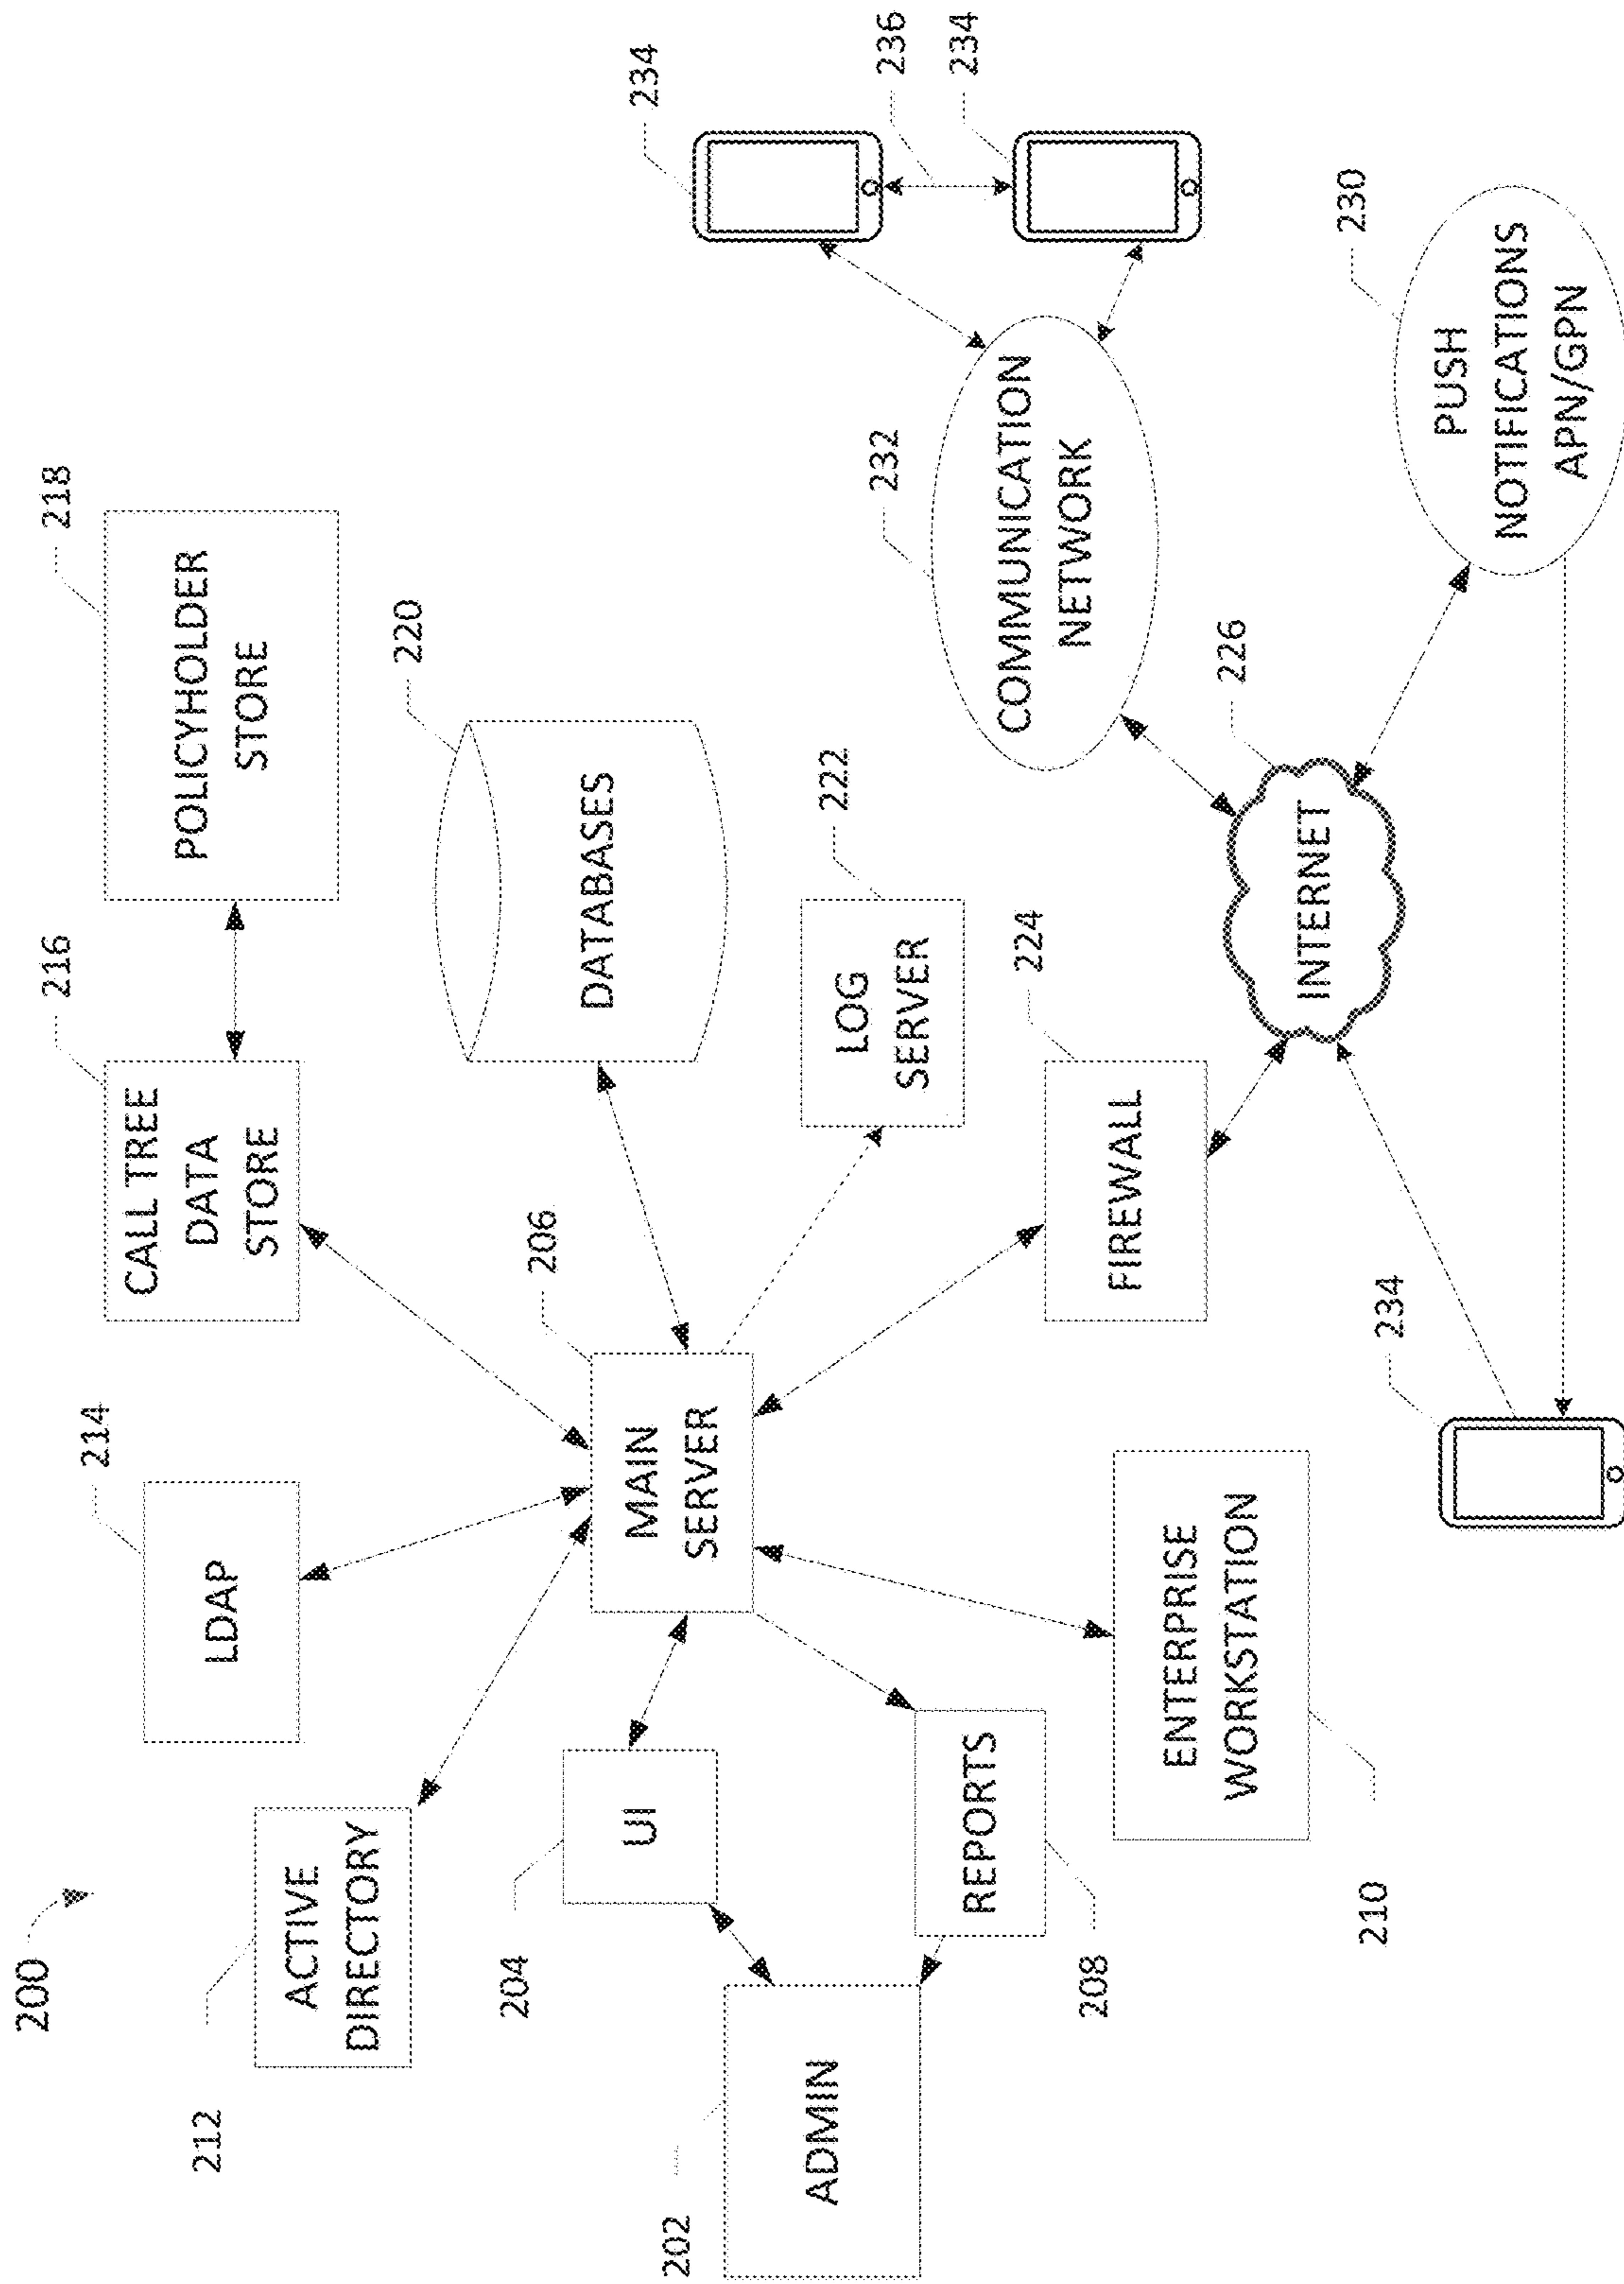 200
212
ACTIVE
DIRECTORY
214
LDAP
216
CALL TREE
DATA
STORE
218
POLICYHOLDER
STORE
202
ADMIN
204
UI
206
MAIN
SERVER
220
DATABASES
208
REPORTS
222
LOG
SERVER
210
ENTERPRISE
WORKSTATION
224
FIREWALL
226
INTERNET
232
COMMUNICATION
NETWORK
234
236
234
230
PUSH
NOTIFICATIONS
APN/GPN
234